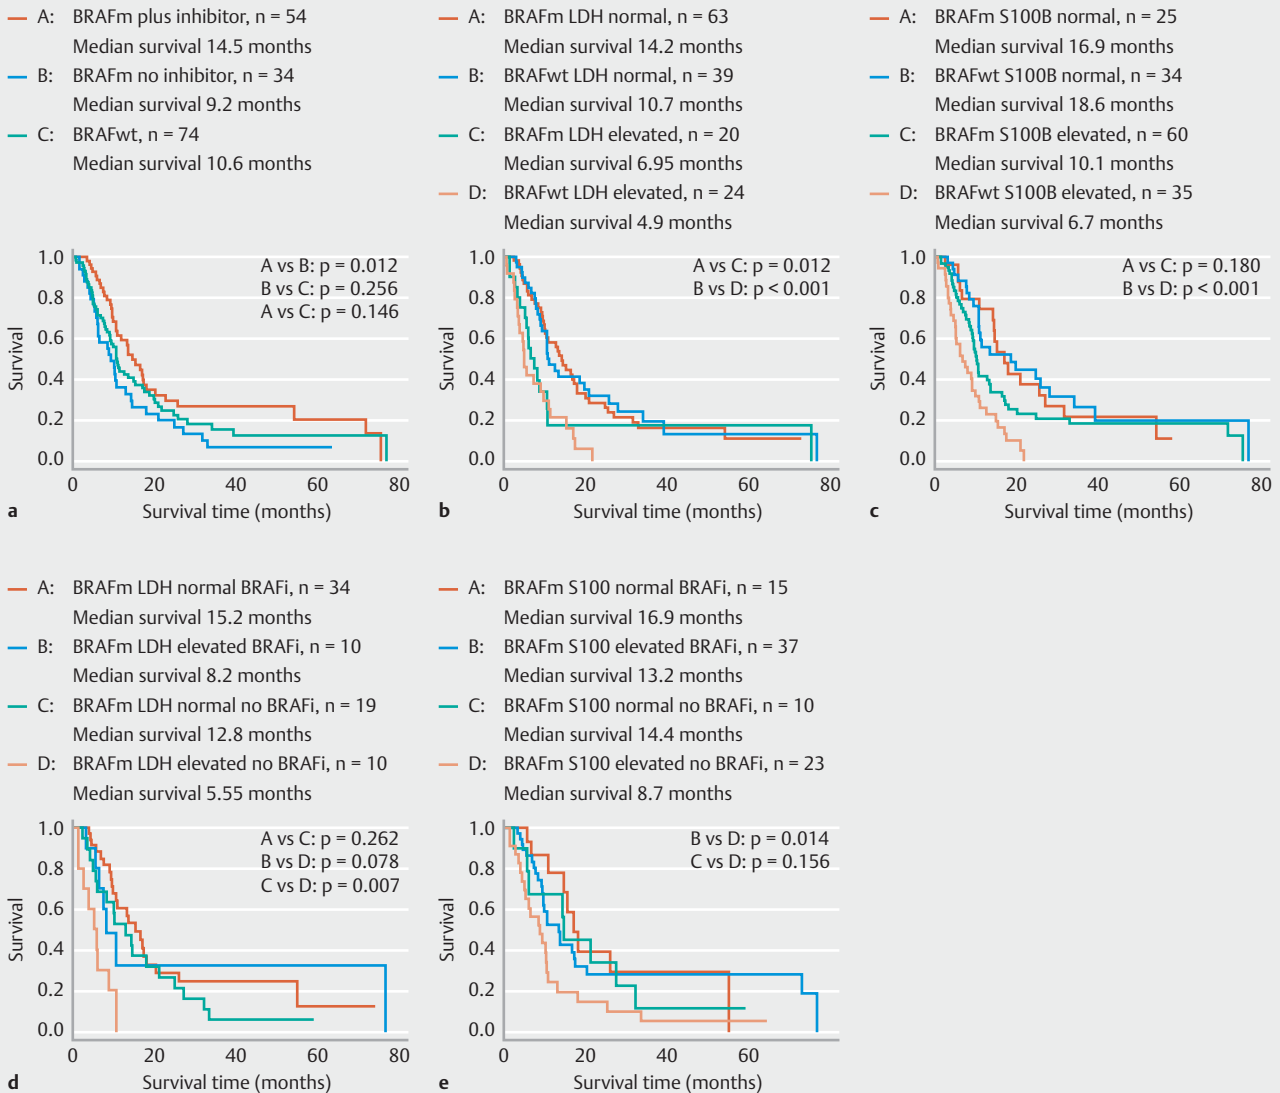 A: BRAFm plus inhibitor, n = 54
Median survival 14.5 months
B: BRAFm no inhibitor, n = 34
Median survival 9.2 months
C: BRAFwt, n = 74
Median survival 10.6 months
1.0
0.8
0.6
0.4
0.2
0.0
Survival
A vs B: p = 0.012
B vs C: p = 0.256
A vs C: p = 0.146
0 20 40 60 80
a Survival time (months)
A: BRAFm LDH normal, n = 63
Median survival 14.2 months
B: BRAFwt LDH normal, n = 39
Median survival 10.7 months
C: BRAFm LDH elevated, n = 20
Median survival 6.95 months
D: BRAFwt LDH elevated, n = 24
Median survival 4.9 months
1.0
0.8
0.6
0.4
0.2
0.0
Survival
A vs C: p = 0.012
B vs D: p < 0.001
0 20 40 60 80
b Survival time (months)
A: BRAFm S100B normal, n = 25
Median survival 16.9 months
B: BRAFwt S100B normal, n = 34
Median survival 18.6 months
C: BRAFm S100B elevated, n = 60
Median survival 10.1 months
D: BRAFwt S100B elevated, n = 35
Median survival 6.7 months
1.0
0.8
0.6
0.4
0.2
0.0
Survival
A vs C: p = 0.180
B vs D: p < 0.001
0 20 40 60 80
c Survival time (months)
A: BRAFm LDH normal BRAFi, n = 34
Median survival 15.2 months
B: BRAFm LDH elevated BRAFi, n = 10
Median survival 8.2 months
C: BRAFm LDH normal no BRAFi, n = 19
Median survival 12.8 months
D: BRAFm LDH elevated no BRAFi, n = 10
Median survival 5.55 months
1.0
0.8
0.6
0.4
0.2
0.0
Survival
A vs C: p = 0.262
B vs D: p = 0.078
C vs D: p = 0.007
0 20 40 60 80
d Survival time (months)
A: BRAFm S100 normal BRAFi, n = 15
Median survival 16.9 months
B: BRAFm S100 elevated BRAFi, n = 37
Median survival 13.2 months
C: BRAFm S100 normal no BRAFi, n = 10
Median survival 14.4 months
D: BRAFm S100 elevated no BRAFi, n = 23
Median survival 8.7 months
1.0
0.8
0.6
0.4
0.2
0.0
Survival
B vs D: p = 0.014
C vs D: p = 0.156
0 20 40 60
e Survival time (months)